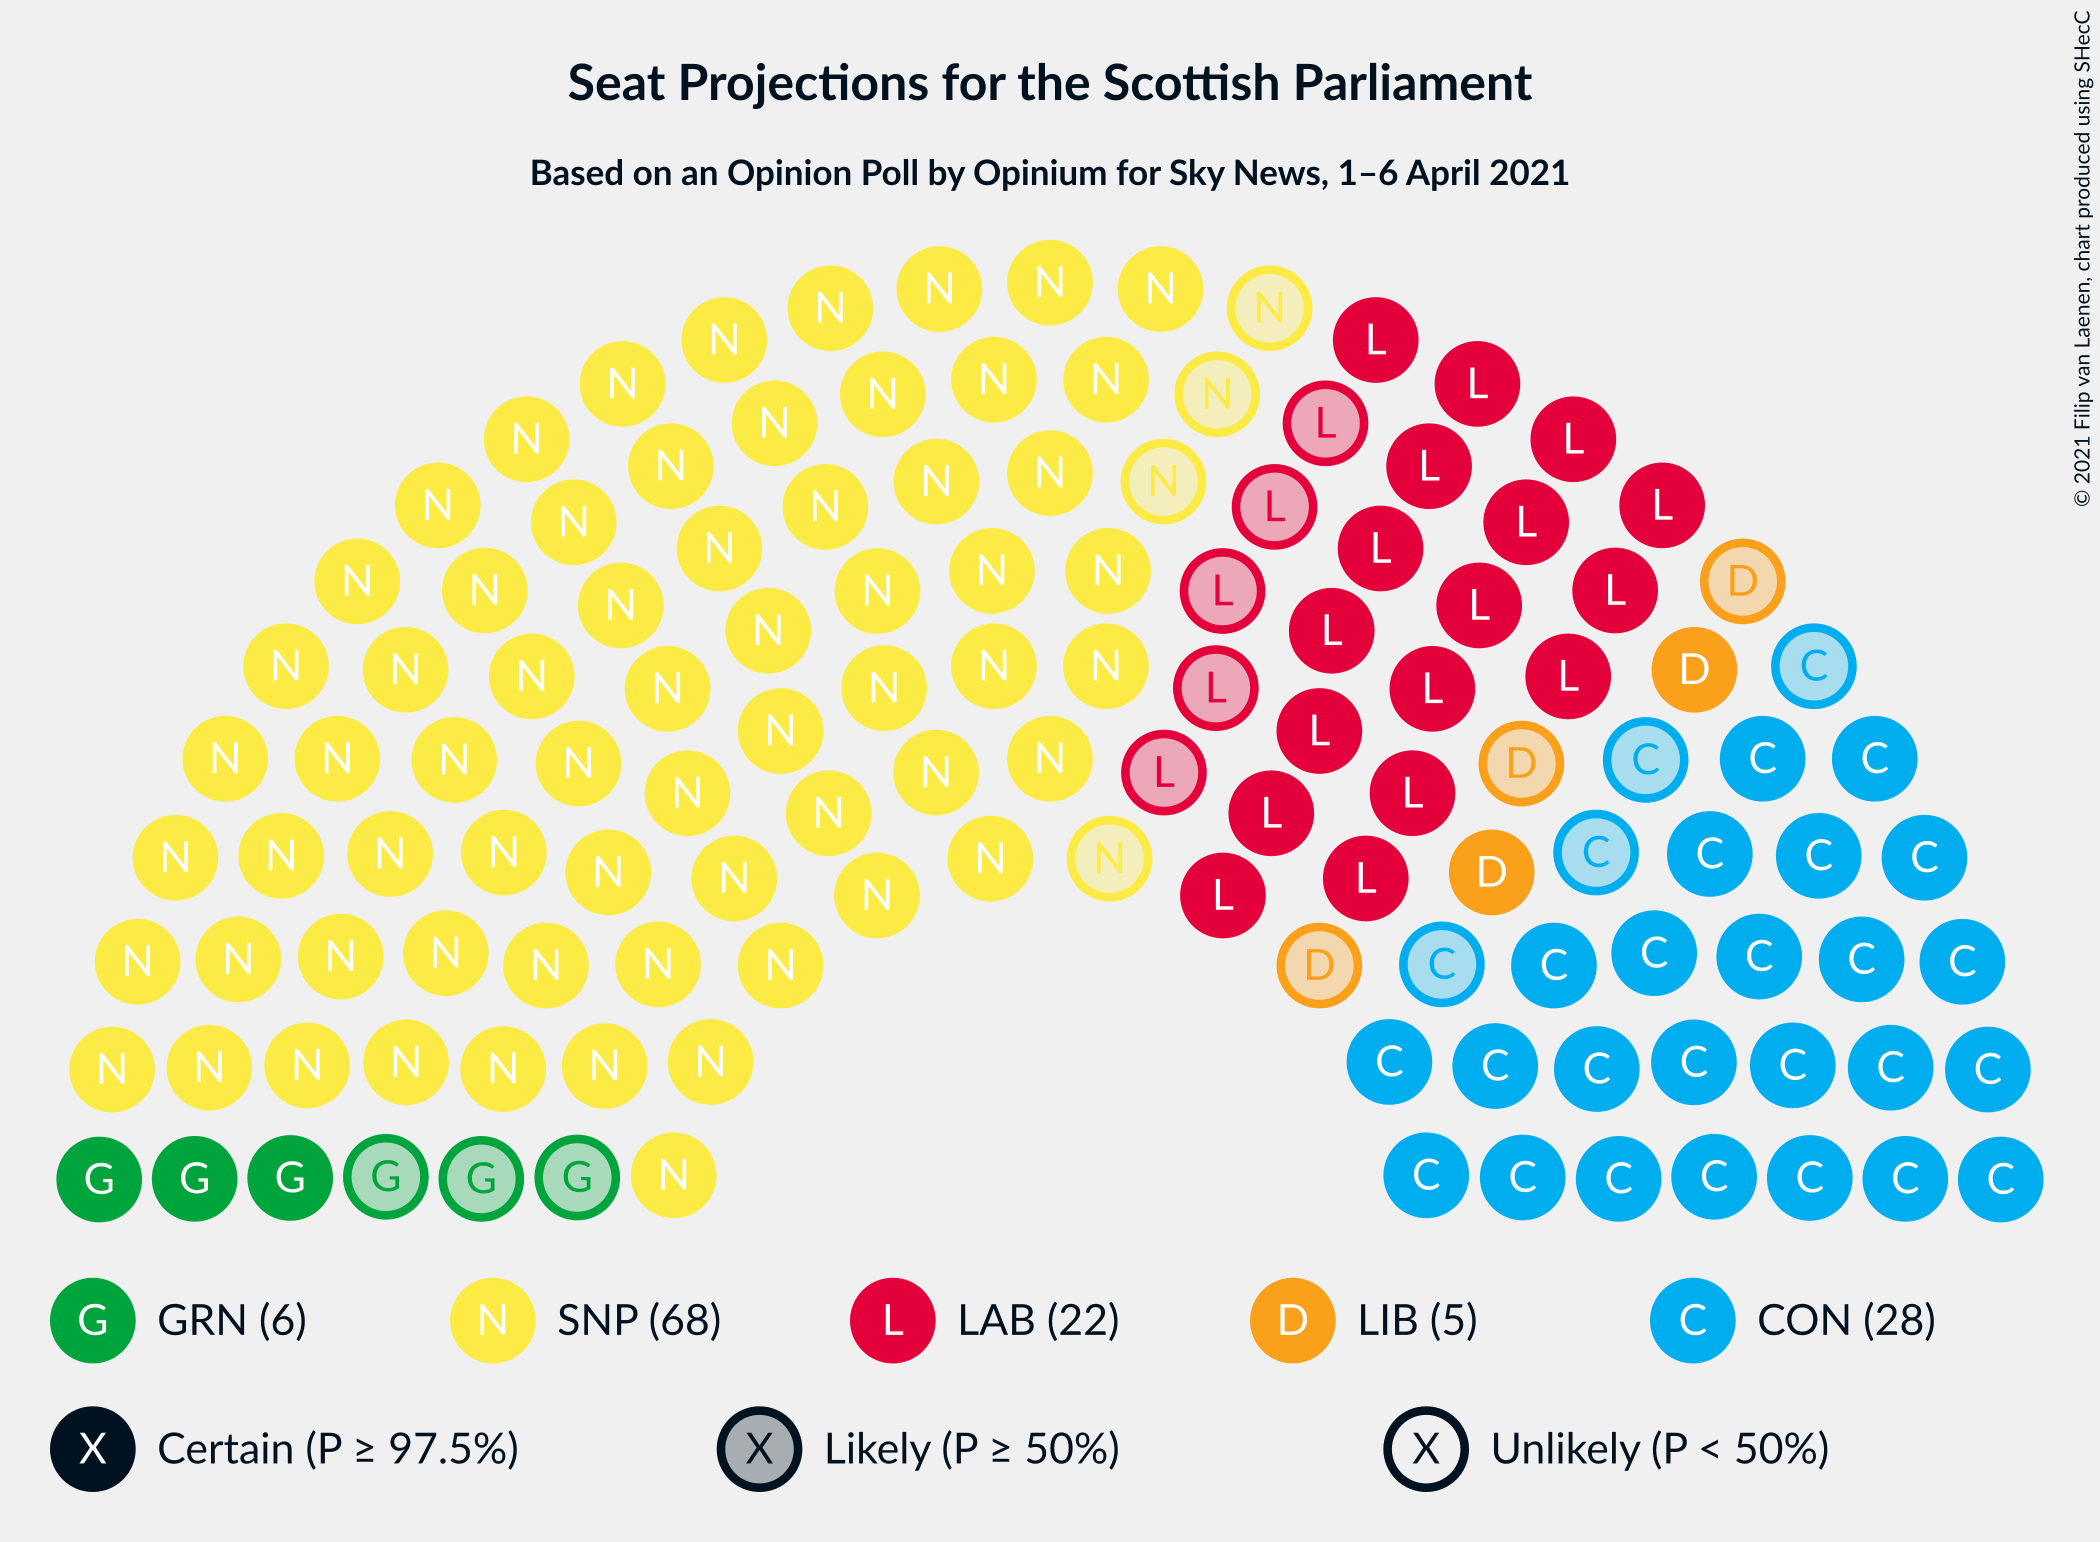 Seat Projections for the Scottish Parliament
Based on an Opinion Poll by Opinium for Sky News, 1–6 April 2021
© 2021 Filip van Laenen, chart produced using SHecC
N N N N N
N L
N N N N N L
N N L L
N N N N L
N N N L L L
N L
N N N N N N L L L D
N L
N N N N N N N L L L D C
N L
N N N N N N N L L D C C C
N L
N N N N N N N N N L L D C C C C
N N N N N N N D C C C C C C
N N N N N N N C C C C C C C
G G G G G G N C C C C C C C
G GRN (6) N SNP (68) L LAB (22) D LIB (5) C CON (28)
X Certain (P ≥ 97.5%) X Likely (P ≥ 50%) X Unlikely (P < 50%)